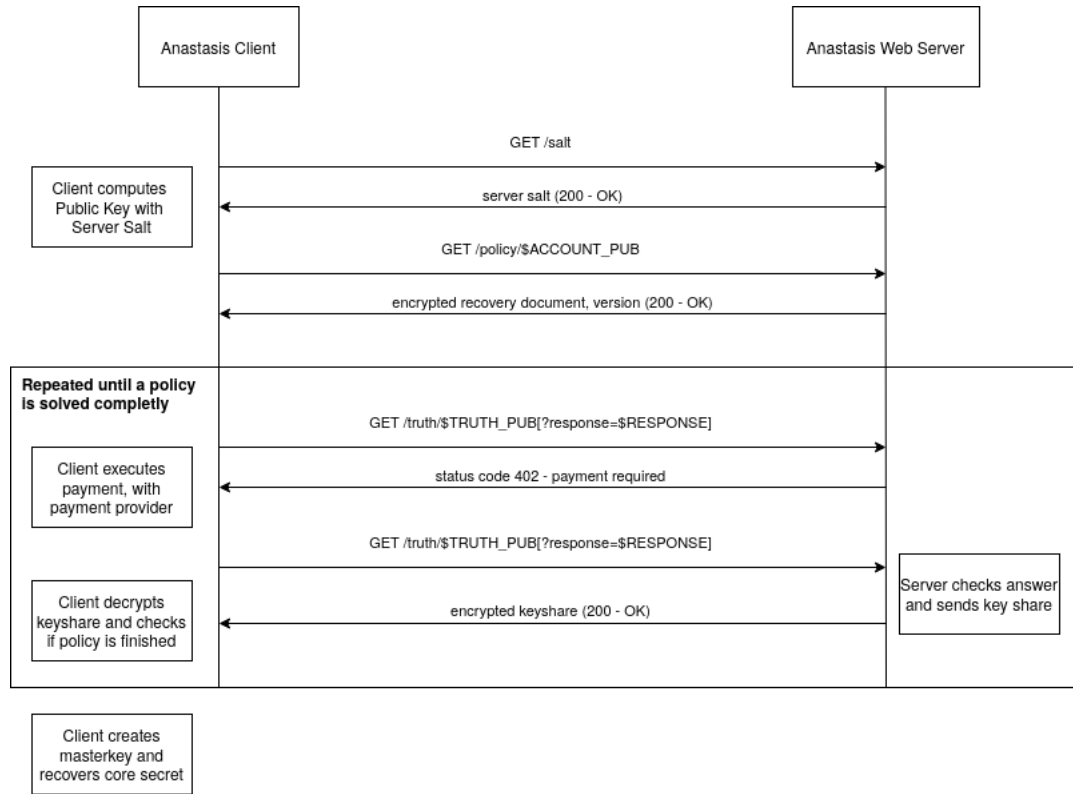 Anastasis Client
Anastasis Web Server
GET /salt
Client computes
Public Key with
Server Salt
server salt (200 - OK)
GET /policy/$ACCOUNT_PUB
encrypted recovery document, version (200 - OK)
Repeated until a policy
is solved completly
GET /truth/$TRUTH_PUB[?response=$RESPONSE]
Client executes
payment, with
payment provider
status code 402 - payment required
GET /truth/$TRUTH_PUB[?response=$RESPONSE]
Server checks answer
and sends key share
Client decrypts
keyshare and checks
if policy is finished
encrypted keyshare (200 - OK)
Client creates
masterkey and
recovers core secret